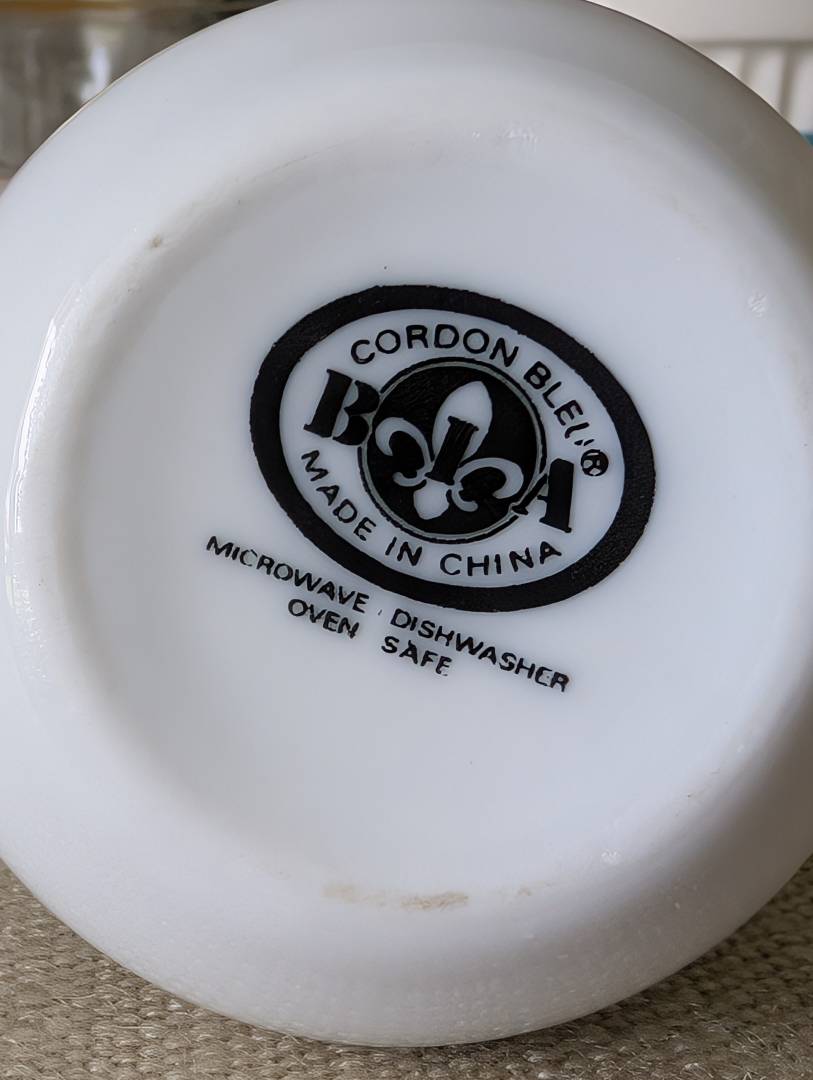 CORDON BLEU®
BIA
MADE IN CHINA
MICROWAVE DISHWASHER
OVEN SAFE